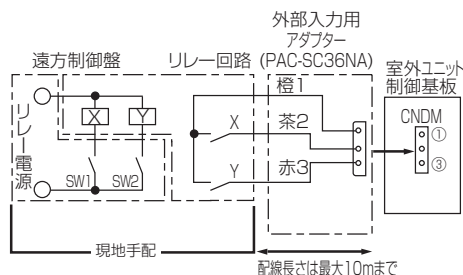 外部入力用
アダプター
(PAC-SC36NA)
遠方制御盤
リレー回路
室外ユニット
制御基板
橙1
CNDM
X
Y
X
茶2
①
リレー電源
③
Y
赤3
SW1
SW2
現地手配
配線長さは最大10mまで